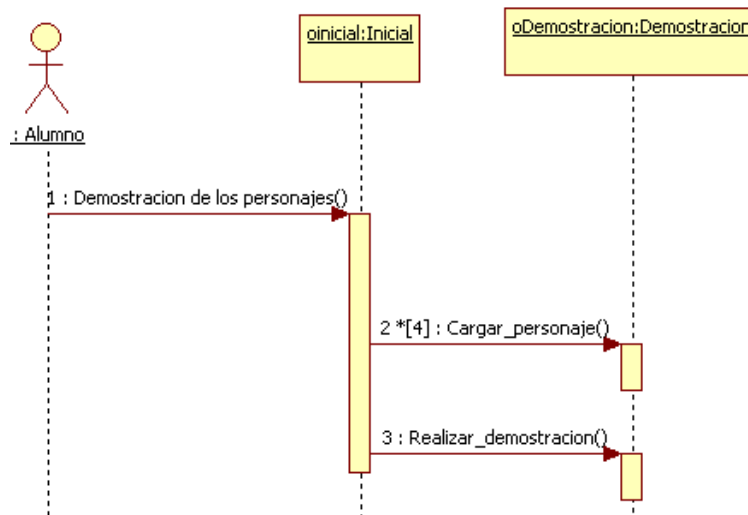 oinicial:Inicial
oDemostracion:Demostracion
: Alumno
1 : Demostracion de los personajes()
2 *[4] : Cargar_personaje()
3 : Realizar_demostracion()